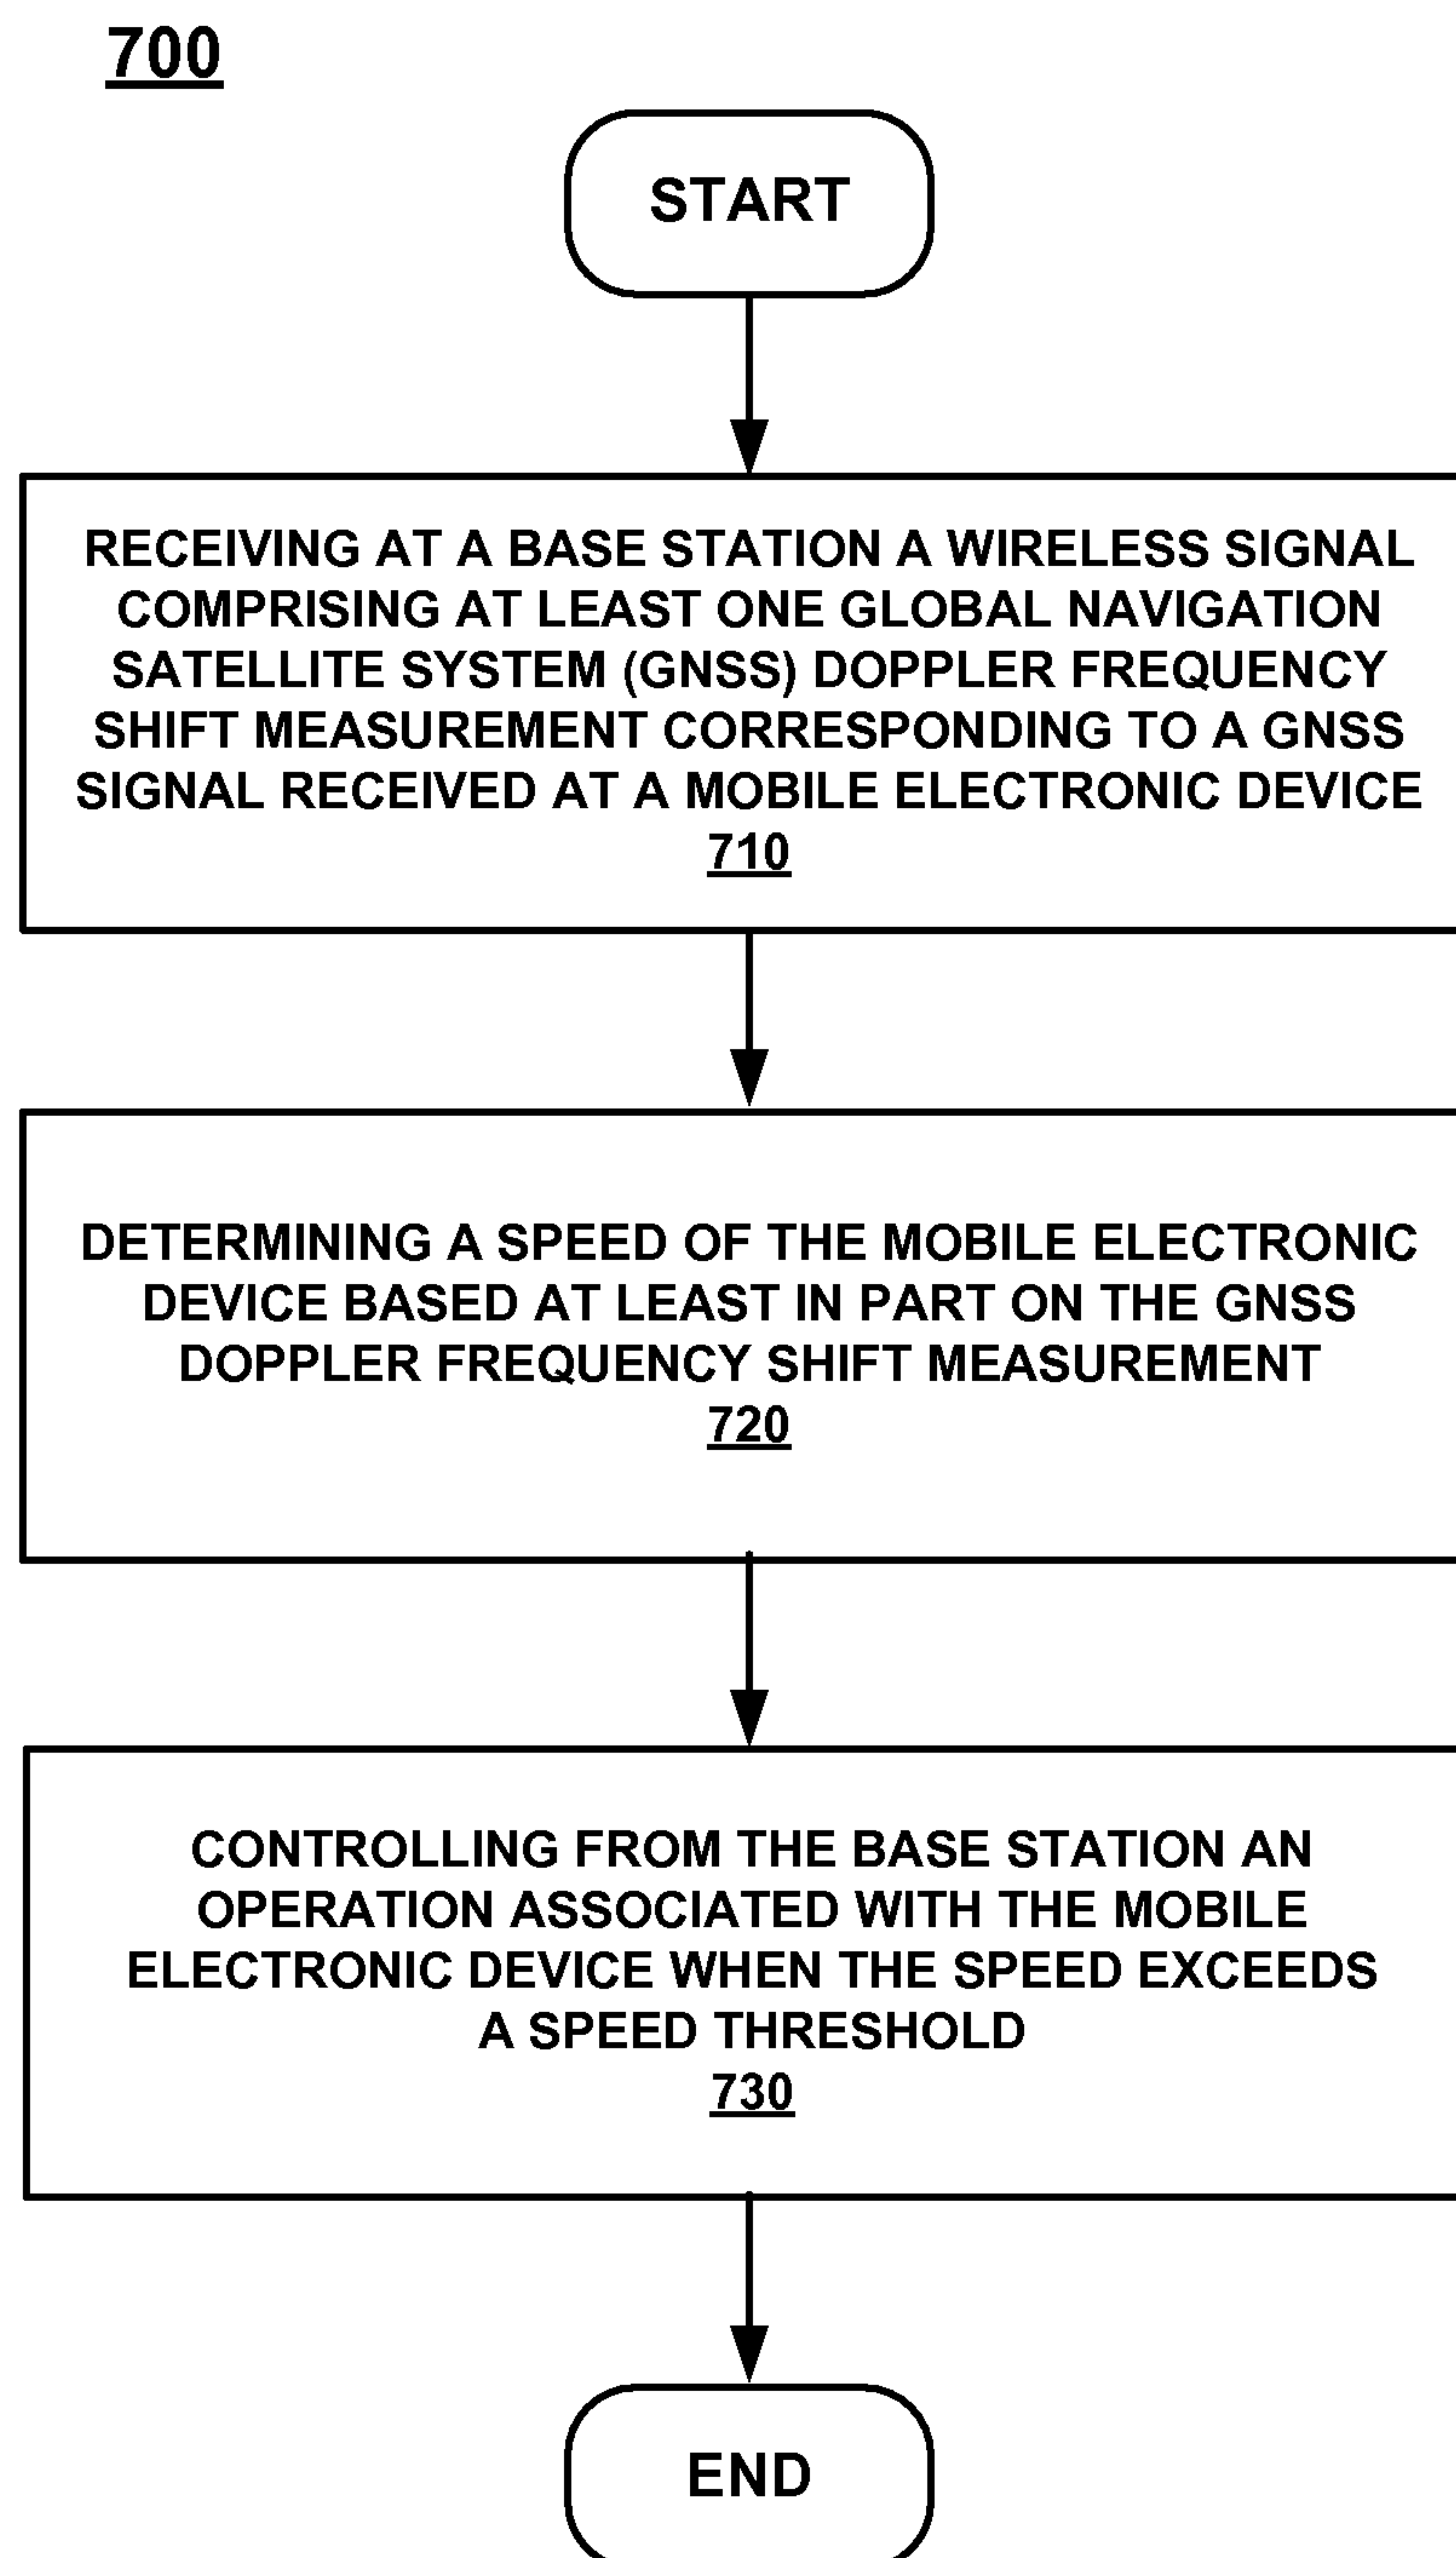 700
START
RECEIVING AT A BASE STATION A WIRELESS SIGNAL
COMPRISING AT LEAST ONE GLOBAL NAVIGATION
SATELLITE SYSTEM (GNSS) DOPPLER FREQUENCY
SHIFT MEASUREMENT CORRESPONDING TO A GNSS
SIGNAL RECEIVED AT A MOBILE ELECTRONIC DEVICE
710
DETERMINING A SPEED OF THE MOBILE ELECTRONIC
DEVICE BASED AT LEAST IN PART ON THE GNSS
DOPPLER FREQUENCY SHIFT MEASUREMENT
720
CONTROLLING FROM THE BASE STATION AN
OPERATION ASSOCIATED WITH THE MOBILE
ELECTRONIC DEVICE WHEN THE SPEED EXCEEDS
A SPEED THRESHOLD
730
END